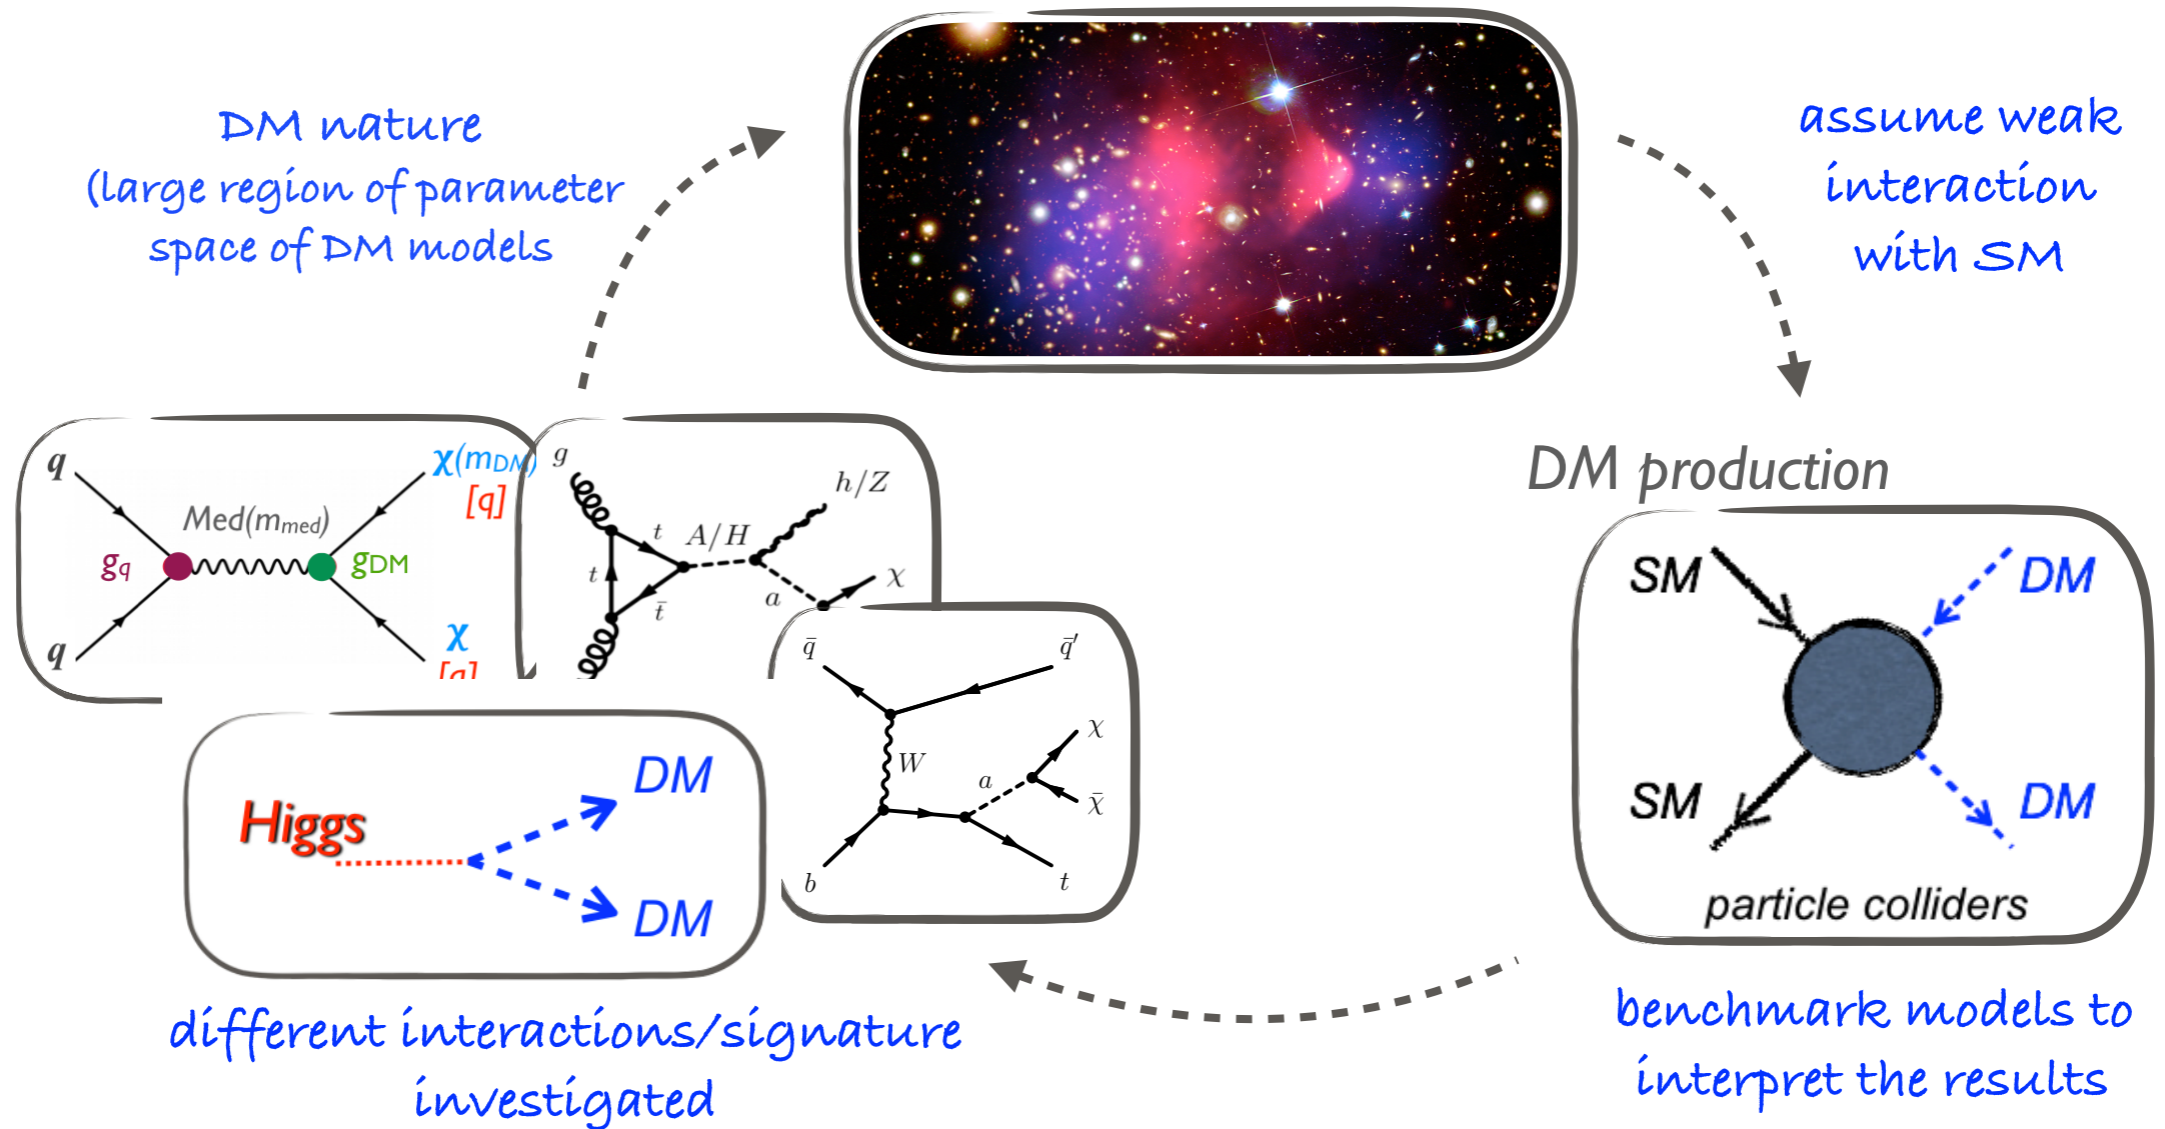 DM nature
(large region of parameter
space of DM models
assume weak
interaction
with SM
q
χ(mDM)
[q]
Med(mmed)
gq
gDM
q
χ
[q]
g
h/Z
t
A/H
t
t̄
a
χ
q̄
q̄′
W
a
χ
χ̄
b
t
Higgs
DM
DM
different interactions/signature
investigated
DM production
SM
DM
SM
DM
particle colliders
benchmark models to
interpret the results